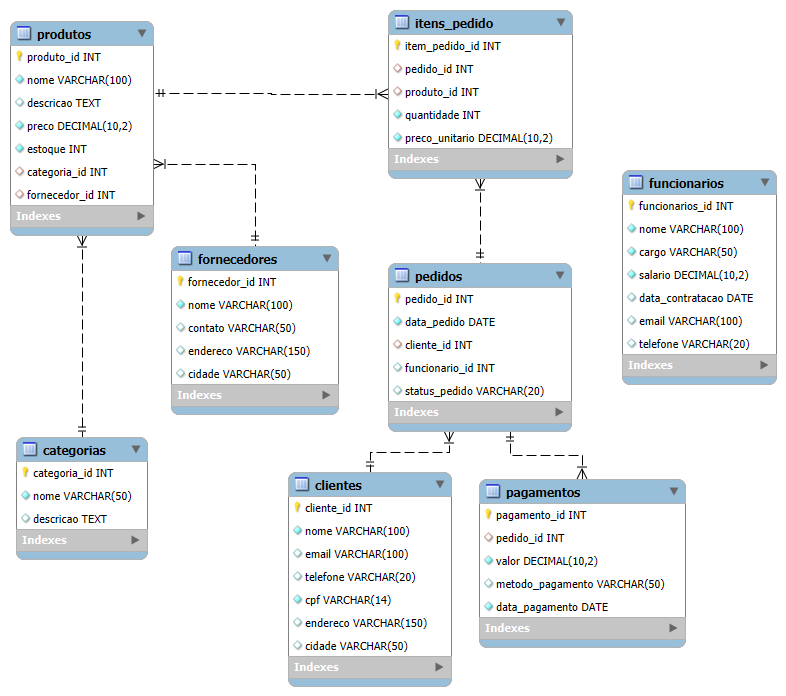 produtos
produto_id INT
nome VARCHAR(100)
descricao TEXT
preco DECIMAL(10,2)
estoque INT
categoria_id INT
fornecedor_id INT
Indexes
itens_pedido
item_pedido_id INT
pedido_id INT
produto_id INT
quantidade INT
preco_unitario DECIMAL(10,2)
Indexes
funcionarios
funcionarios_id INT
nome VARCHAR(100)
cargo VARCHAR(50)
salario DECIMAL(10,2)
data_contratacao DATE
email VARCHAR(100)
telefone VARCHAR(20)
Indexes
fornecedores
fornecedor_id INT
nome VARCHAR(100)
contato VARCHAR(50)
endereco VARCHAR(150)
cidade VARCHAR(50)
Indexes
pedidos
pedido_id INT
data_pedido DATE
cliente_id INT
funcionario_id INT
status_pedido VARCHAR(20)
Indexes
categorias
categoria_id INT
nome VARCHAR(50)
descricao TEXT
Indexes
clientes
cliente_id INT
nome VARCHAR(100)
email VARCHAR(100)
telefone VARCHAR(20)
cpf VARCHAR(14)
endereco VARCHAR(150)
cidade VARCHAR(50)
Indexes
pagamentos
pagamento_id INT
pedido_id INT
valor DECIMAL(10,2)
metodo_pagamento VARCHAR(50)
data_pagamento DATE
Indexes